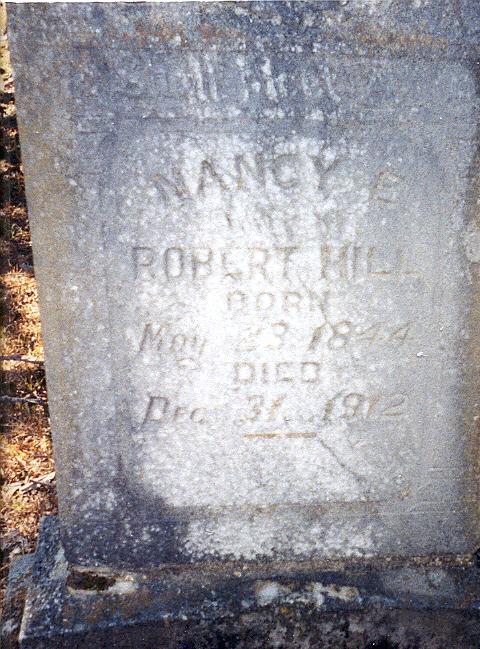 NANCY E
ROBERT HILL
BORN
May 23 1844
DIED
Dec 31 1912